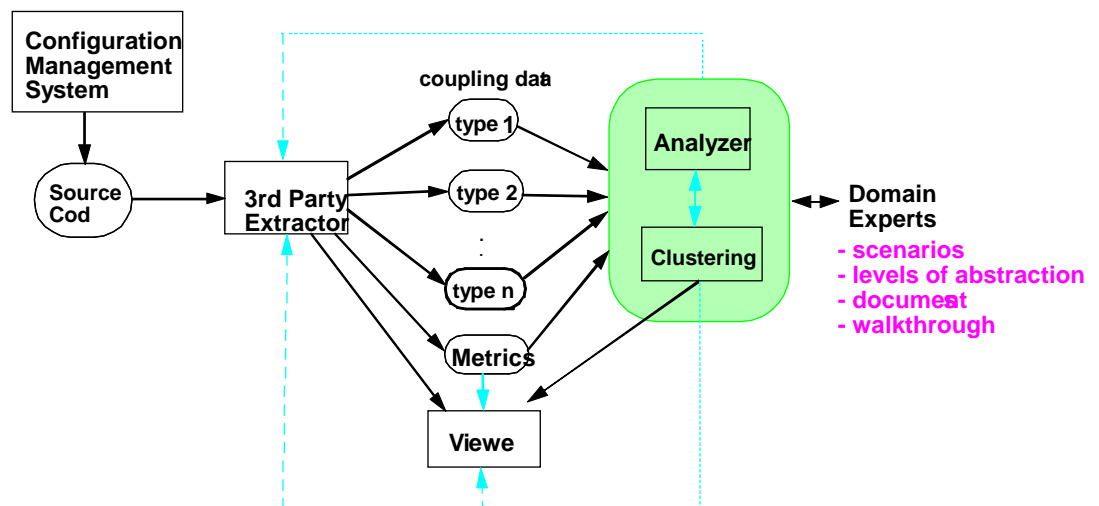 Configuration
Management
System
coupling data
type 1
Analyzer
Source
Cod
3rd Party
Extractor
type 2
.
.
type n
Clustering
Domain
Experts
- scenarios
- levels of abstraction
- document s
- walkthrough
Metrics
Viewe